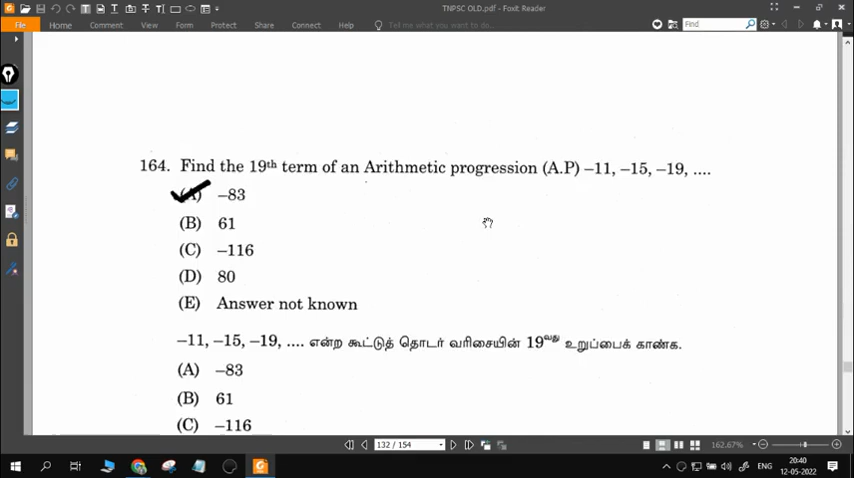 TNPSC OLD.pdf - Foxit Reader
File Home Comment View Form Protect Share Connect Help Tell me what you want to do... Find
164. Find the 19th term of an Arithmetic progression (A.P) –11, –15, –19, ....
(A) –83
(B) 61
(C) –116
(D) 80
(E) Answer not known
–11, –15, –19, .... என்ற கூட்டுத் தொடர் வரிசையின் 19வது உறுப்பைக் காண்க.
(A) –83
(B) 61
(C) –116
132 / 154 162.67%
ENG 20:40
12-05-2022